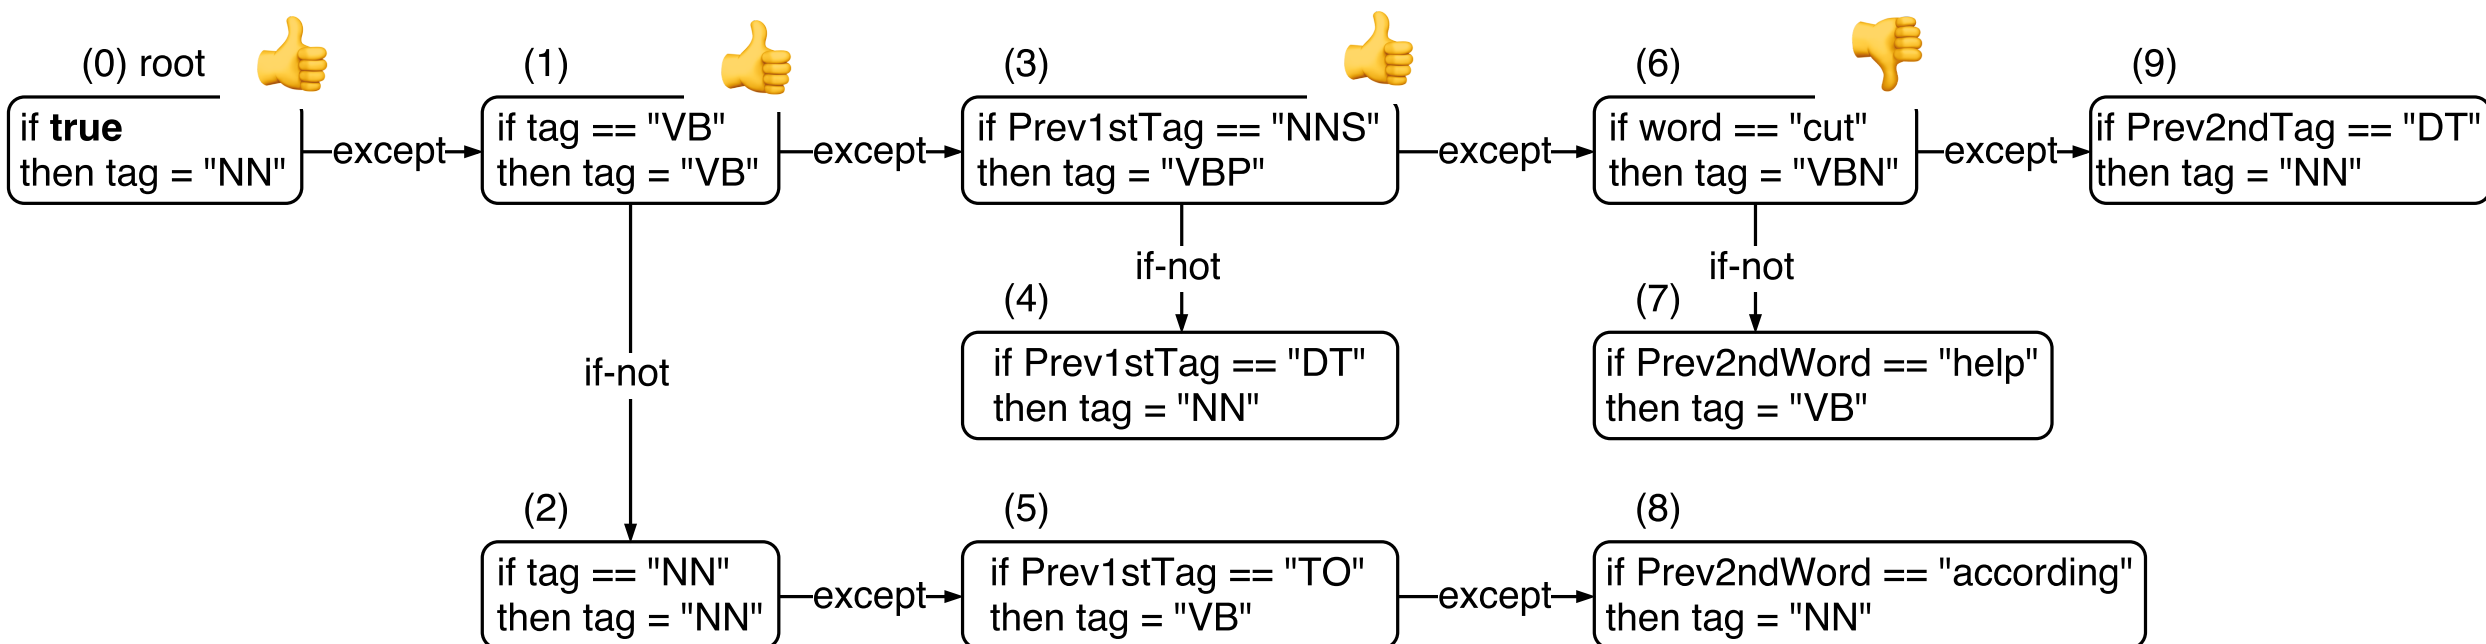 (0) root
if true
then tag = "NN"
except
(1)
if tag == "VB"
then tag = "VB"
except
(3)
if Prev1stTag == "NNS"
then tag = "VBP"
except
(6)
if word == "cut"
then tag = "VBN"
except
(9)
if Prev2ndTag == "DT"
then tag = "NN"
if-not
if-not
if-not
(4)
if Prev1stTag == "DT"
then tag = "NN"
(7)
if Prev2ndWord == "help"
then tag = "VB"
(2)
if tag == "NN"
then tag = "NN"
except
(5)
if Prev1stTag == "TO"
then tag = "VB"
except
(8)
if Prev2ndWord == "according"
then tag = "NN"